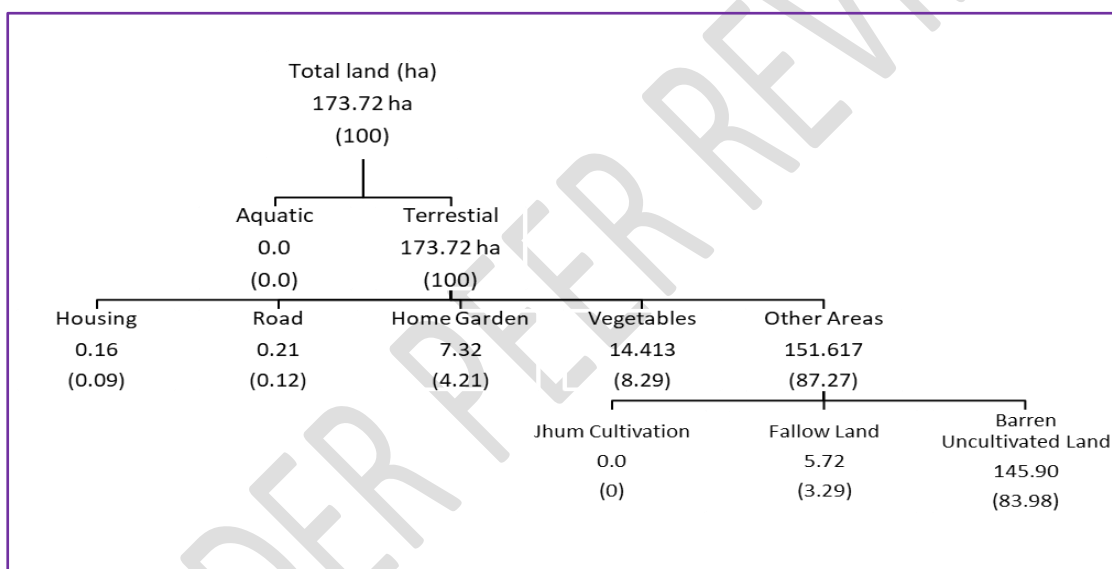 Total land (ha)
173.72 ha
(100)
Aquatic
0.0
(0.0)
Terrestial
173.72 ha
(100)
Housing
0.16
(0.09)
Road
0.21
(0.12)
Home Garden
7.32
(4.21)
Vegetables
14.413
(8.29)
Other Areas
151.617
(87.27)
Jhum Cultivation
0.0
(0)
Fallow Land
5.72
(3.29)
Barren
Uncultivated Land
145.90
(83.98)
DER PEER REV